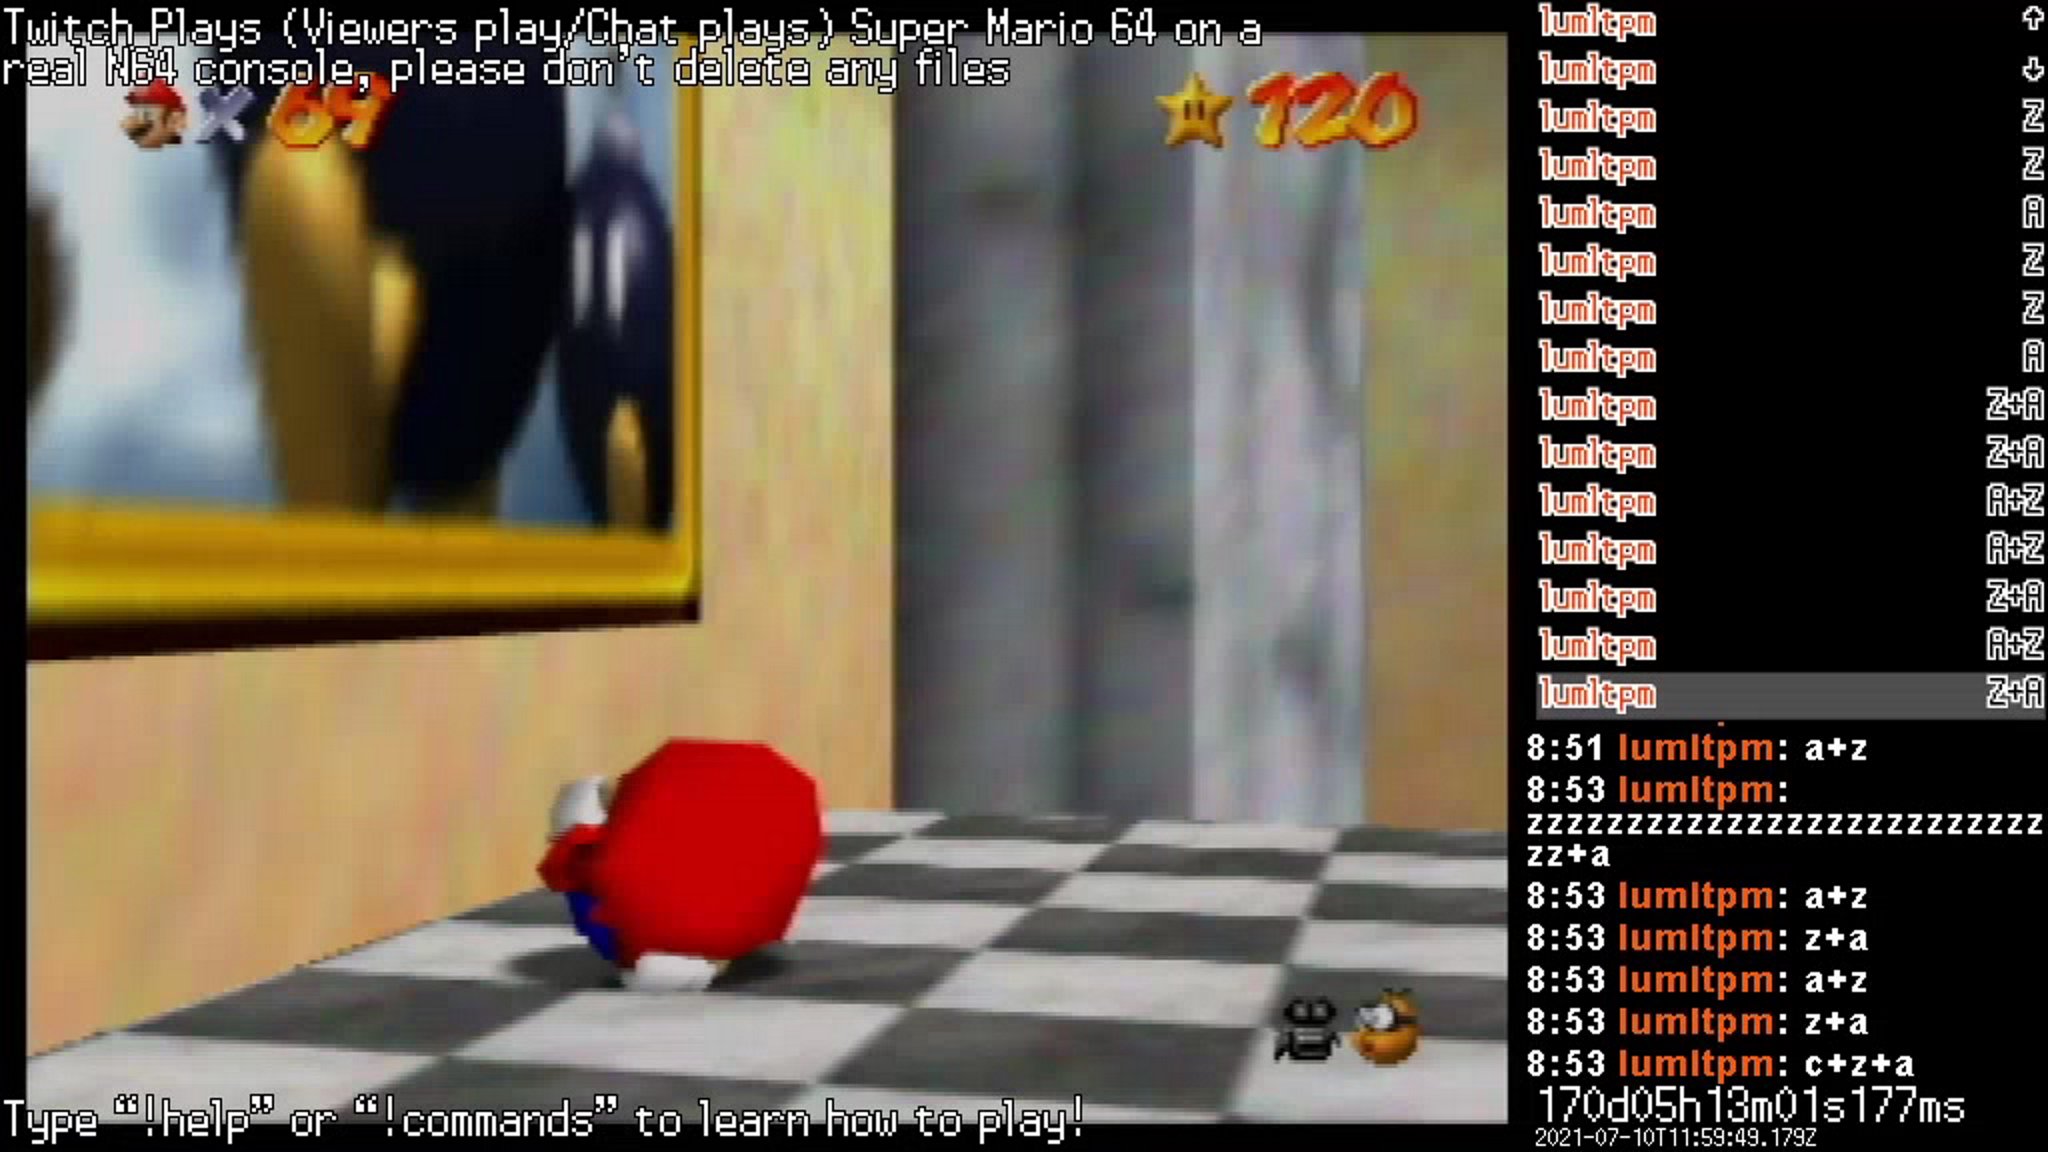 Twitch Plays (Viewers play/Chat plays) Super Mario 64 on a
real N64 console, please don't delete any files
69
120
lumltpm ↑
lumltpm ↓
lumltpm Z
lumltpm Z
lumltpm A
lumltpm Z
lumltpm Z
lumltpm A
lumltpm Z+A
lumltpm Z+A
lumltpm A+Z
lumltpm A+Z
lumltpm Z+A
lumltpm A+Z
lumltpm Z+A
8:51 lumltpm: a+z
8:53 lumltpm:
zzzzzzzzzzzzzzzzzzzzzzzzzz
zz+a
8:53 lumltpm: a+z
8:53 lumltpm: z+a
8:53 lumltpm: a+z
8:53 lumltpm: z+a
8:53 lumltpm: c+z+a
170d05h13m01s177ms
2021-07-10T11:59:49.179Z
Type “!help” or “!commands” to learn how to play!